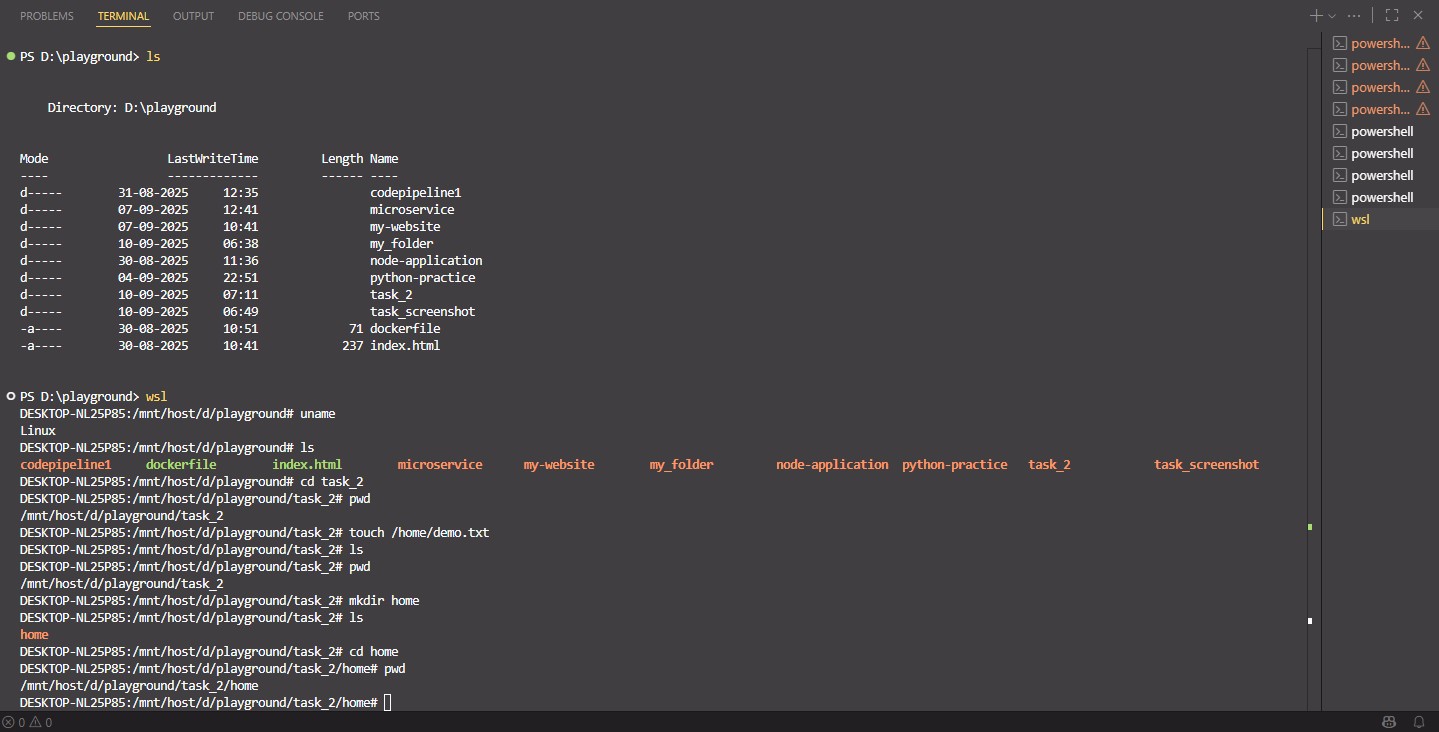 PROBLEMS TERMINAL OUTPUT DEBUG CONSOLE PORTS
PS D:\playground> ls
Directory: D:\playground
Mode LastWriteTime Length Name
---- ------------- ------ ----
d----- 31-08-2025 12:35 codepipeline1
d----- 07-09-2025 12:41 microservice
d----- 07-09-2025 10:41 my-website
d----- 10-09-2025 06:38 my_folder
d----- 30-08-2025 11:36 node-application
d----- 04-09-2025 22:51 python-practice
d----- 10-09-2025 07:11 task_2
d----- 10-09-2025 06:49 task_screenshot
-a---- 30-08-2025 10:51 71 dockerfile
-a---- 30-08-2025 10:41 237 index.html
PS D:\playground> wsl
DESKTOP-NL25P85:/mnt/host/d/playground# uname
Linux
DESKTOP-NL25P85:/mnt/host/d/playground# ls
codepipeline1 dockerfile index.html microservice my-website my_folder node-application python-practice task_2 task_screenshot
DESKTOP-NL25P85:/mnt/host/d/playground# cd task_2
DESKTOP-NL25P85:/mnt/host/d/playground/task_2# pwd
/mnt/host/d/playground/task_2
DESKTOP-NL25P85:/mnt/host/d/playground/task_2# touch /home/demo.txt
DESKTOP-NL25P85:/mnt/host/d/playground/task_2# ls
DESKTOP-NL25P85:/mnt/host/d/playground/task_2# pwd
/mnt/host/d/playground/task_2
DESKTOP-NL25P85:/mnt/host/d/playground/task_2# mkdir home
DESKTOP-NL25P85:/mnt/host/d/playground/task_2# ls
home
DESKTOP-NL25P85:/mnt/host/d/playground/task_2# cd home
DESKTOP-NL25P85:/mnt/host/d/playground/task_2/home# pwd
/mnt/host/d/playground/task_2/home
DESKTOP-NL25P85:/mnt/host/d/playground/task_2/home#
powersh...
powersh...
powersh...
powersh...
powershell
powershell
powershell
powershell
wsl
0 0